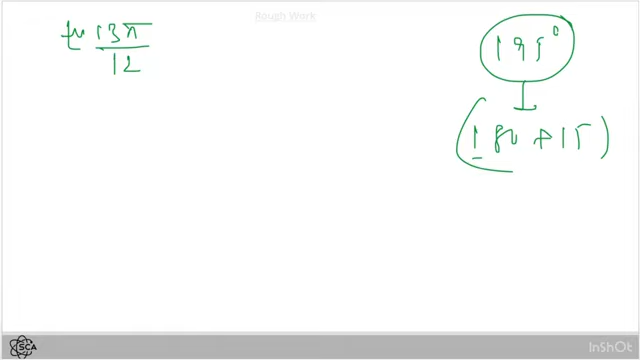 Rough Work
tan 13π/12
195°
(180+15)
SCA
InShOt